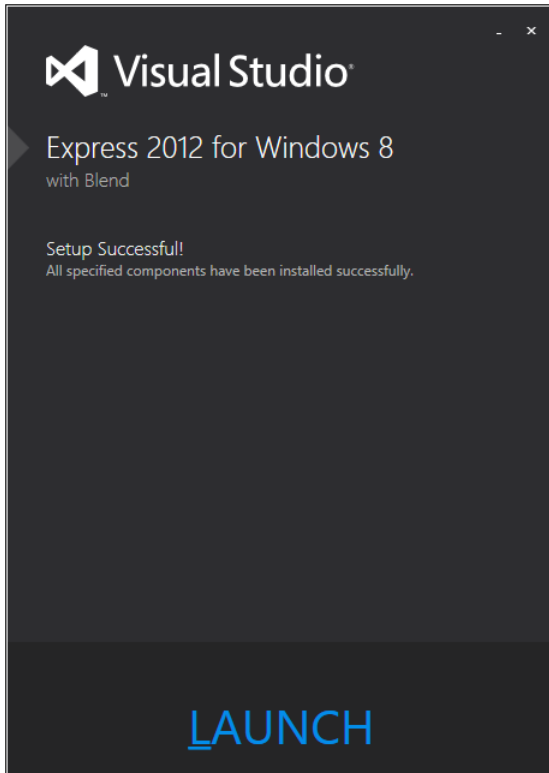 Visual Studio®
™
Express 2012 for Windows 8
with Blend
Setup Successful!
All specified components have been installed successfully.
LAUNCH